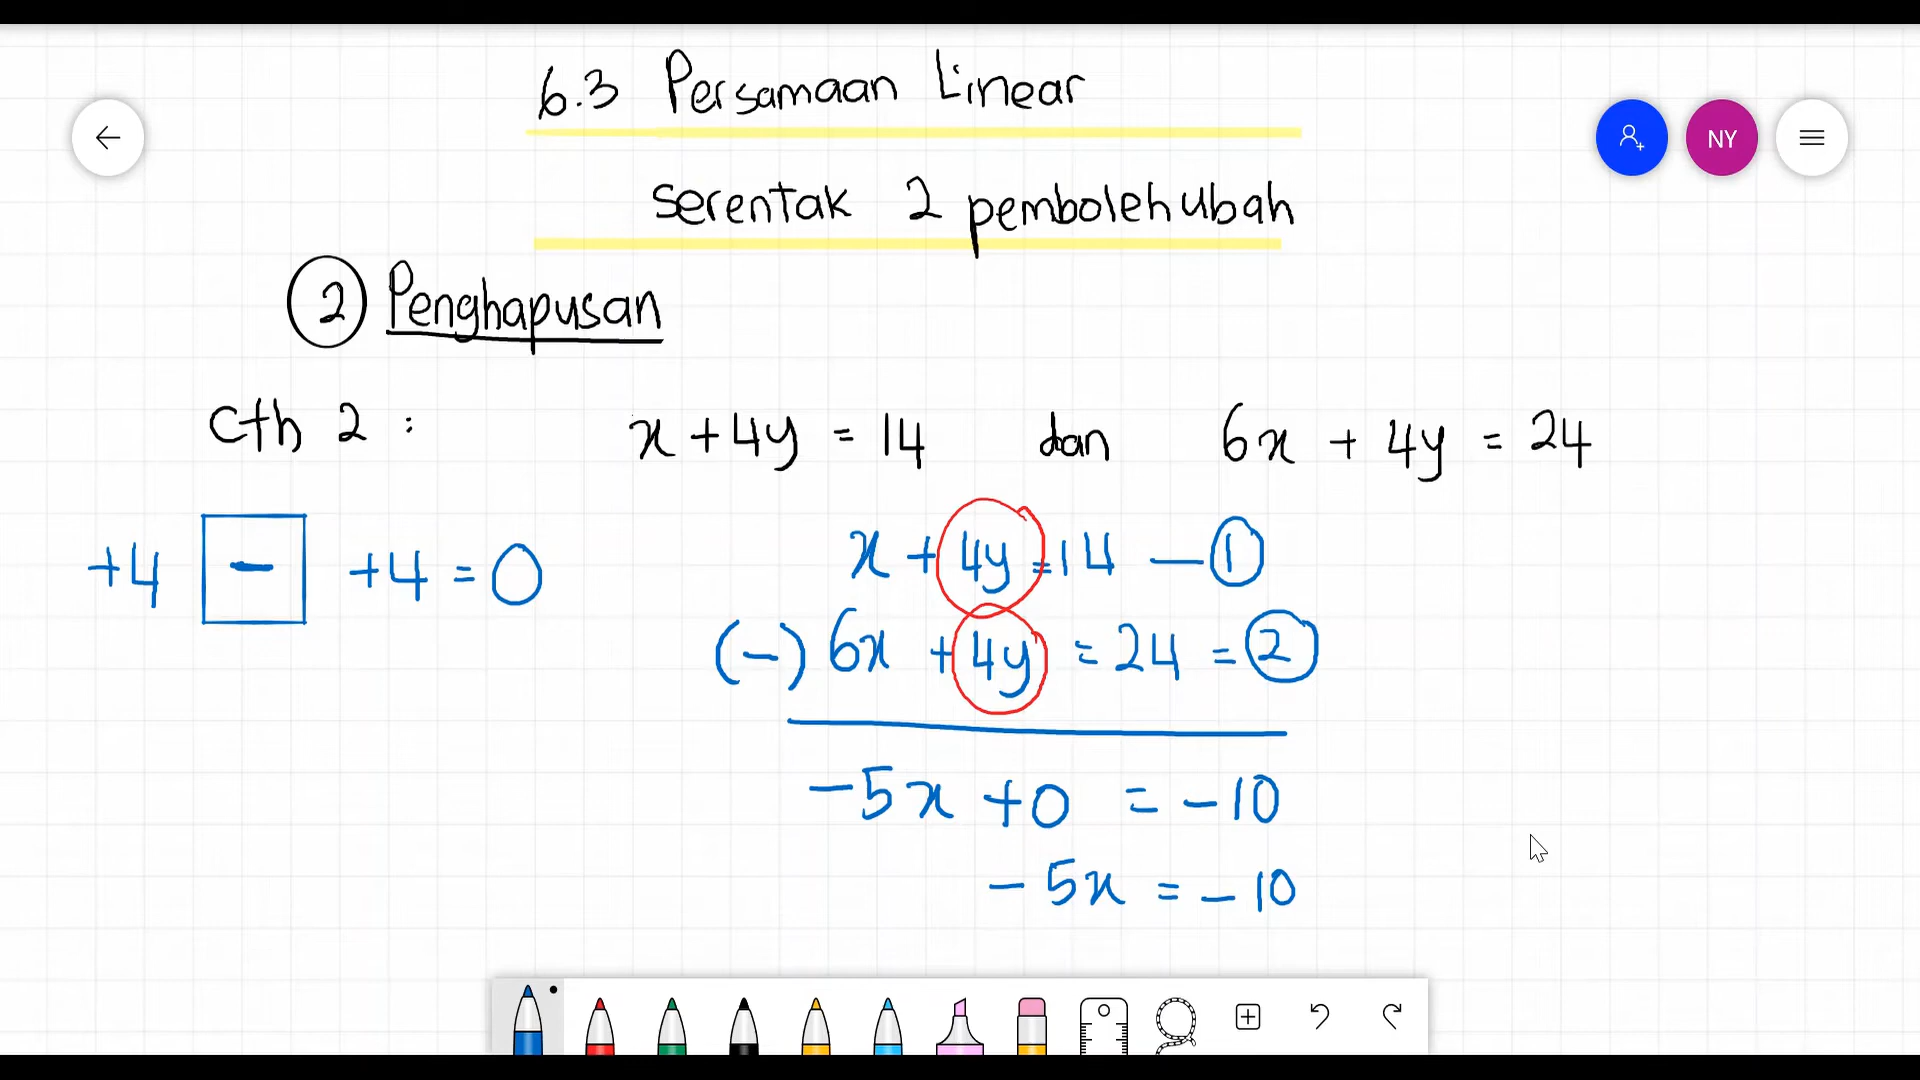 6.3 Persamaan Linear
NY
serentak 2 pembolehubah
2 Penghapusan
Cth 2 : x + 4y = 14 dan 6x + 4y = 24
+4 - +4 = 0
x + 4y = 14 — 1
(-) 6x + 4y = 24 = 2
-5x + 0 = -10
-5x = -10